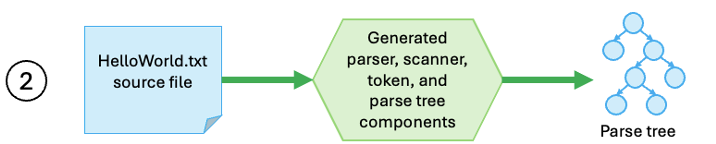 2
HelloWorld.txt
source file
Generated
parser, scanner,
token, and
parse tree
components
Parse tree